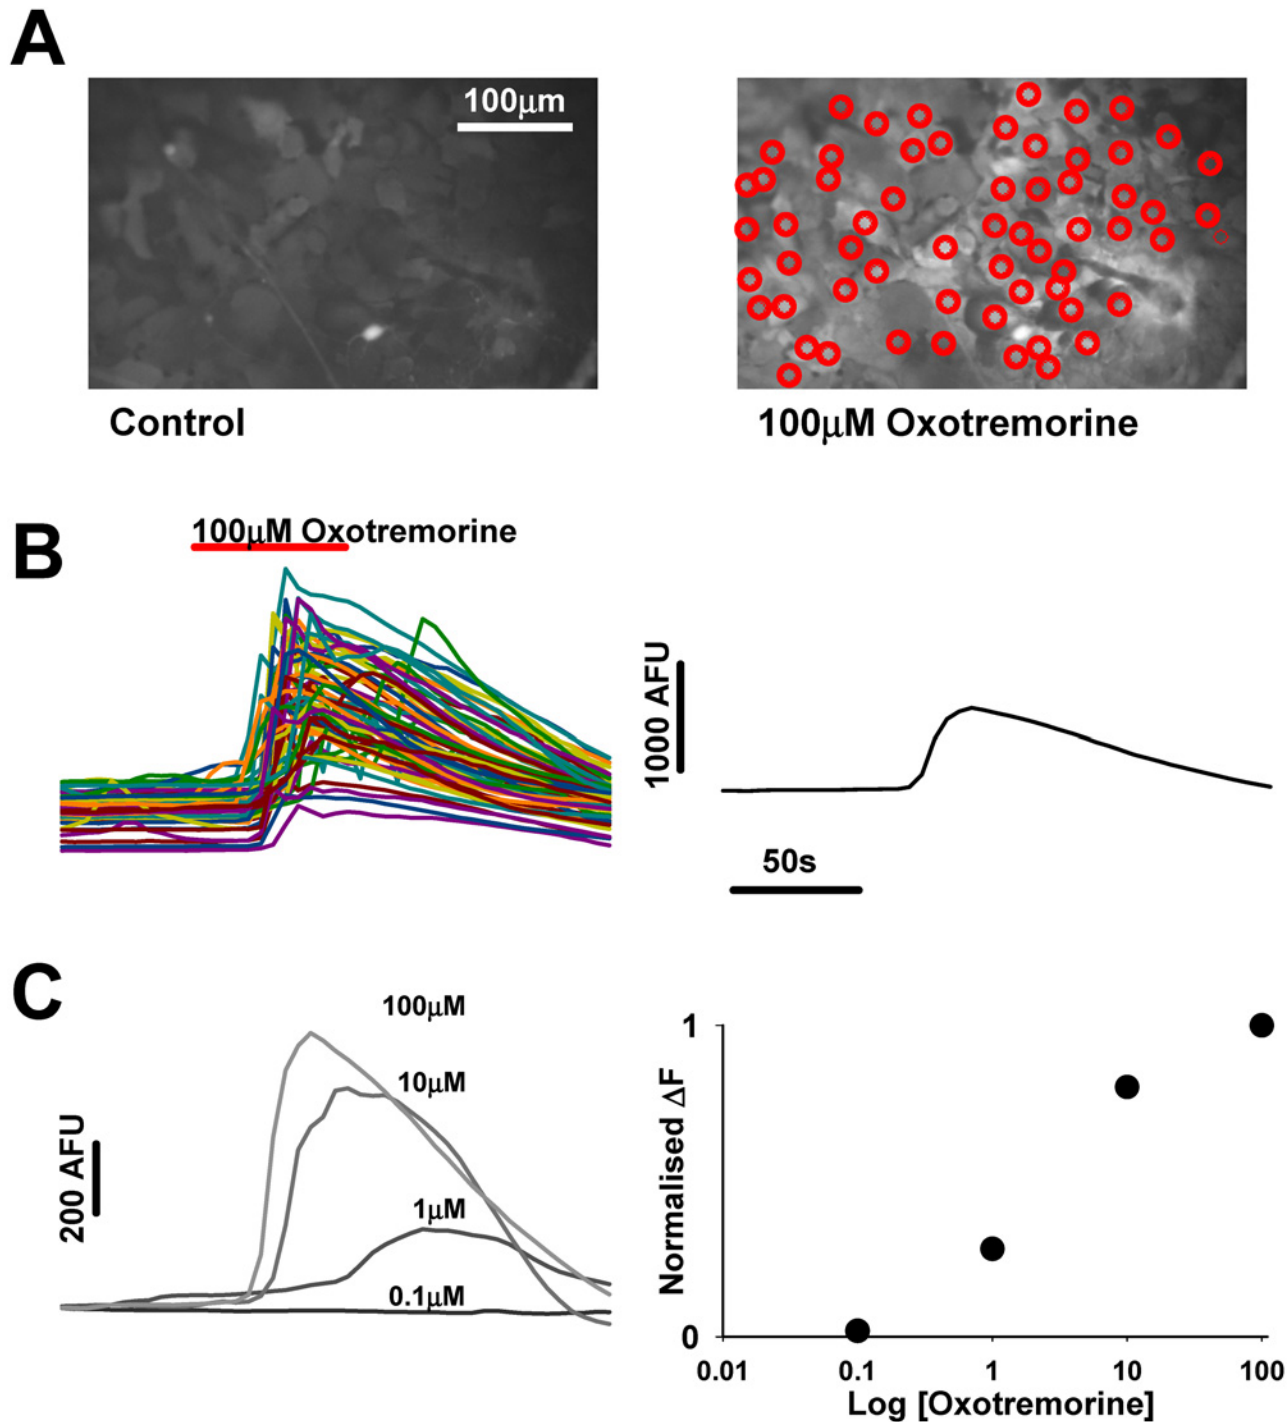 A
100μm
Control
100μM Oxotremorine
B
100μM Oxotremorine
1000 AFU
50s
C
100μM
10μM
1μM
0.1μM
200 AFU
1
0
Normalised ΔF
0.01 0.1 1 10 100
Log [Oxotremorine]